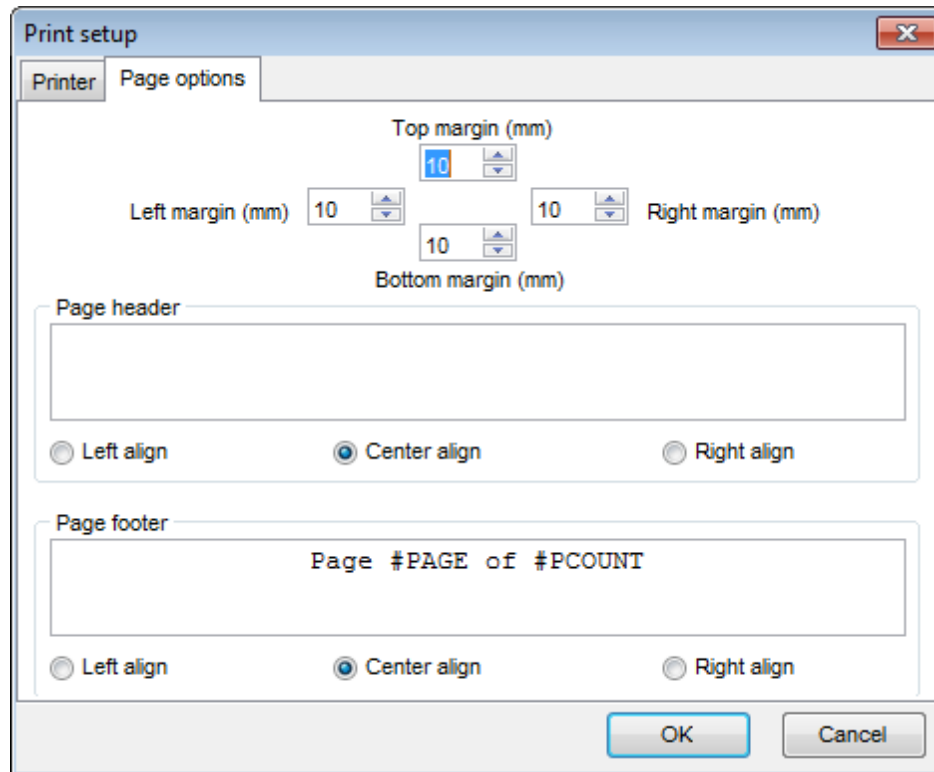 Print setup
Printer Page options
Top margin (mm)
10
Left margin (mm) 10 10 Right margin (mm)
10
Bottom margin (mm)
Page header
Left align Center align Right align
Page footer
Page #PAGE of #PCOUNT
Left align Center align Right align
OK Cancel